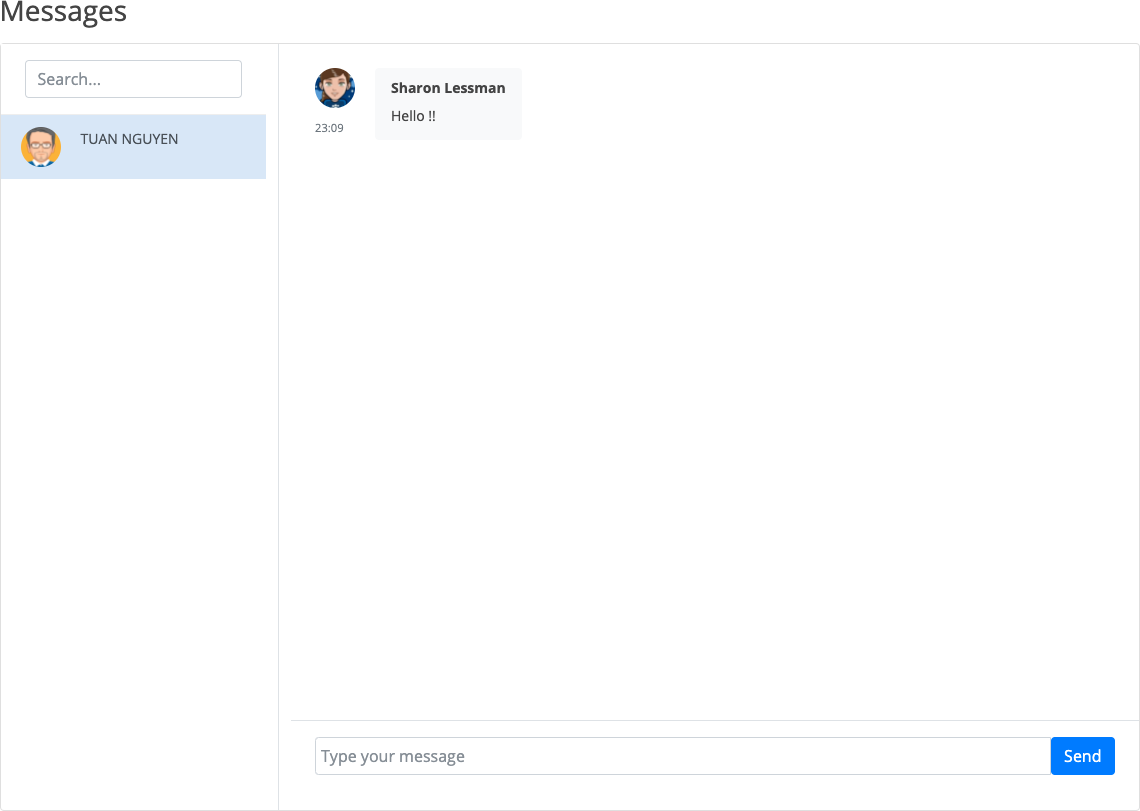 Messages
Search...
TUAN NGUYEN
Sharon Lessman
Hello !!
23:09
Type your message
Send